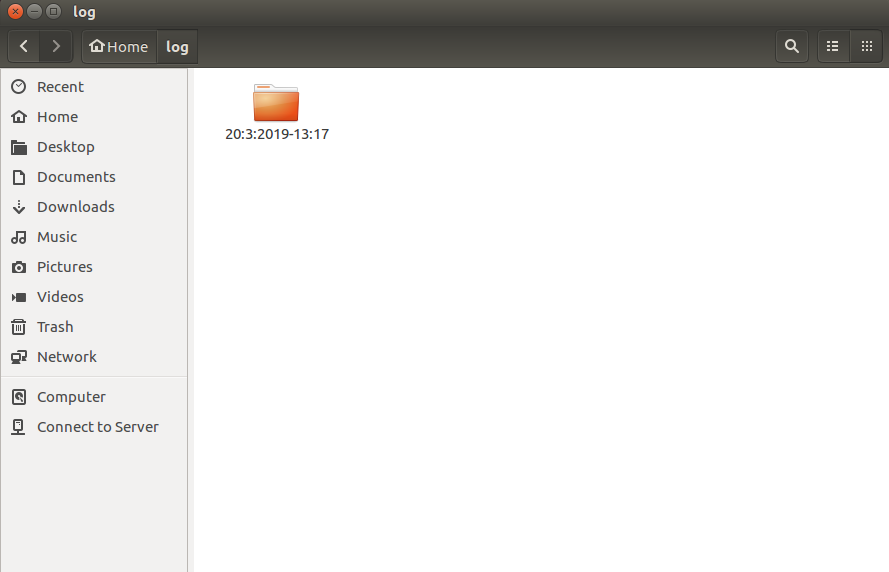 log
Home
log
Recent
Home
Desktop
Documents
Downloads
Music
Pictures
Videos
Trash
Network
Computer
Connect to Server
20:3:2019-13:17